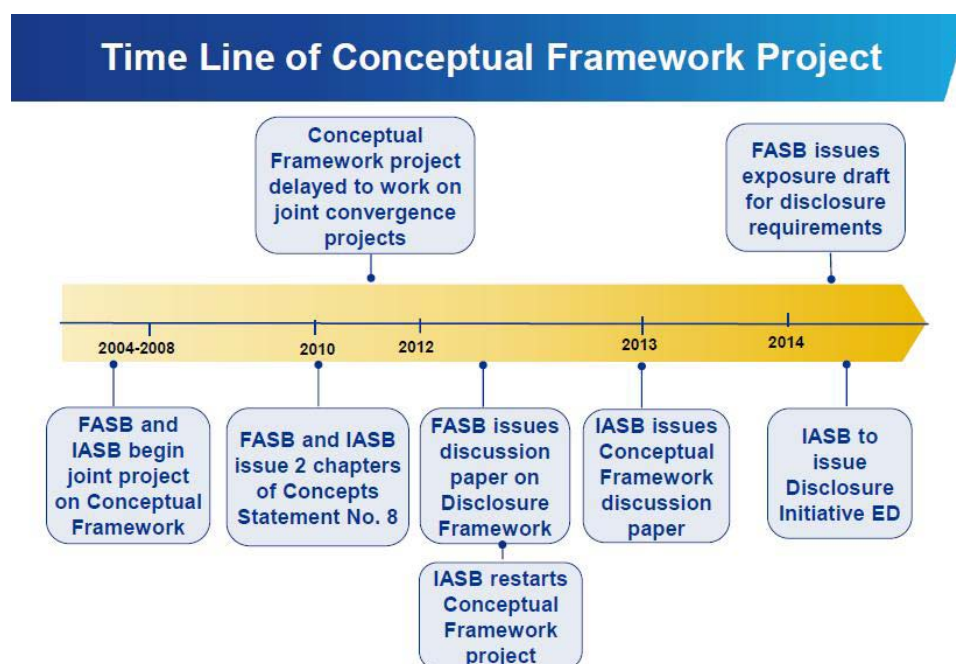 Time Line of Conceptual Framework Project
Conceptual
Framework project
delayed to work on
joint convergence
projects
FASB issues
exposure draft
for disclosure
requirements
2004-2008
2010
2012
2013
2014
FASB and
IASB begin
joint project
on Conceptual
Framework
FASB and IASB
issue 2 chapters
of Concepts
Statement No. 8
FASB issues
discussion
paper on
Disclosure
Framework
IASB restarts
Conceptual
Framework
project
IASB issues
Conceptual
Framework
discussion
paper
IASB to
issue
Disclosure
Initiative ED